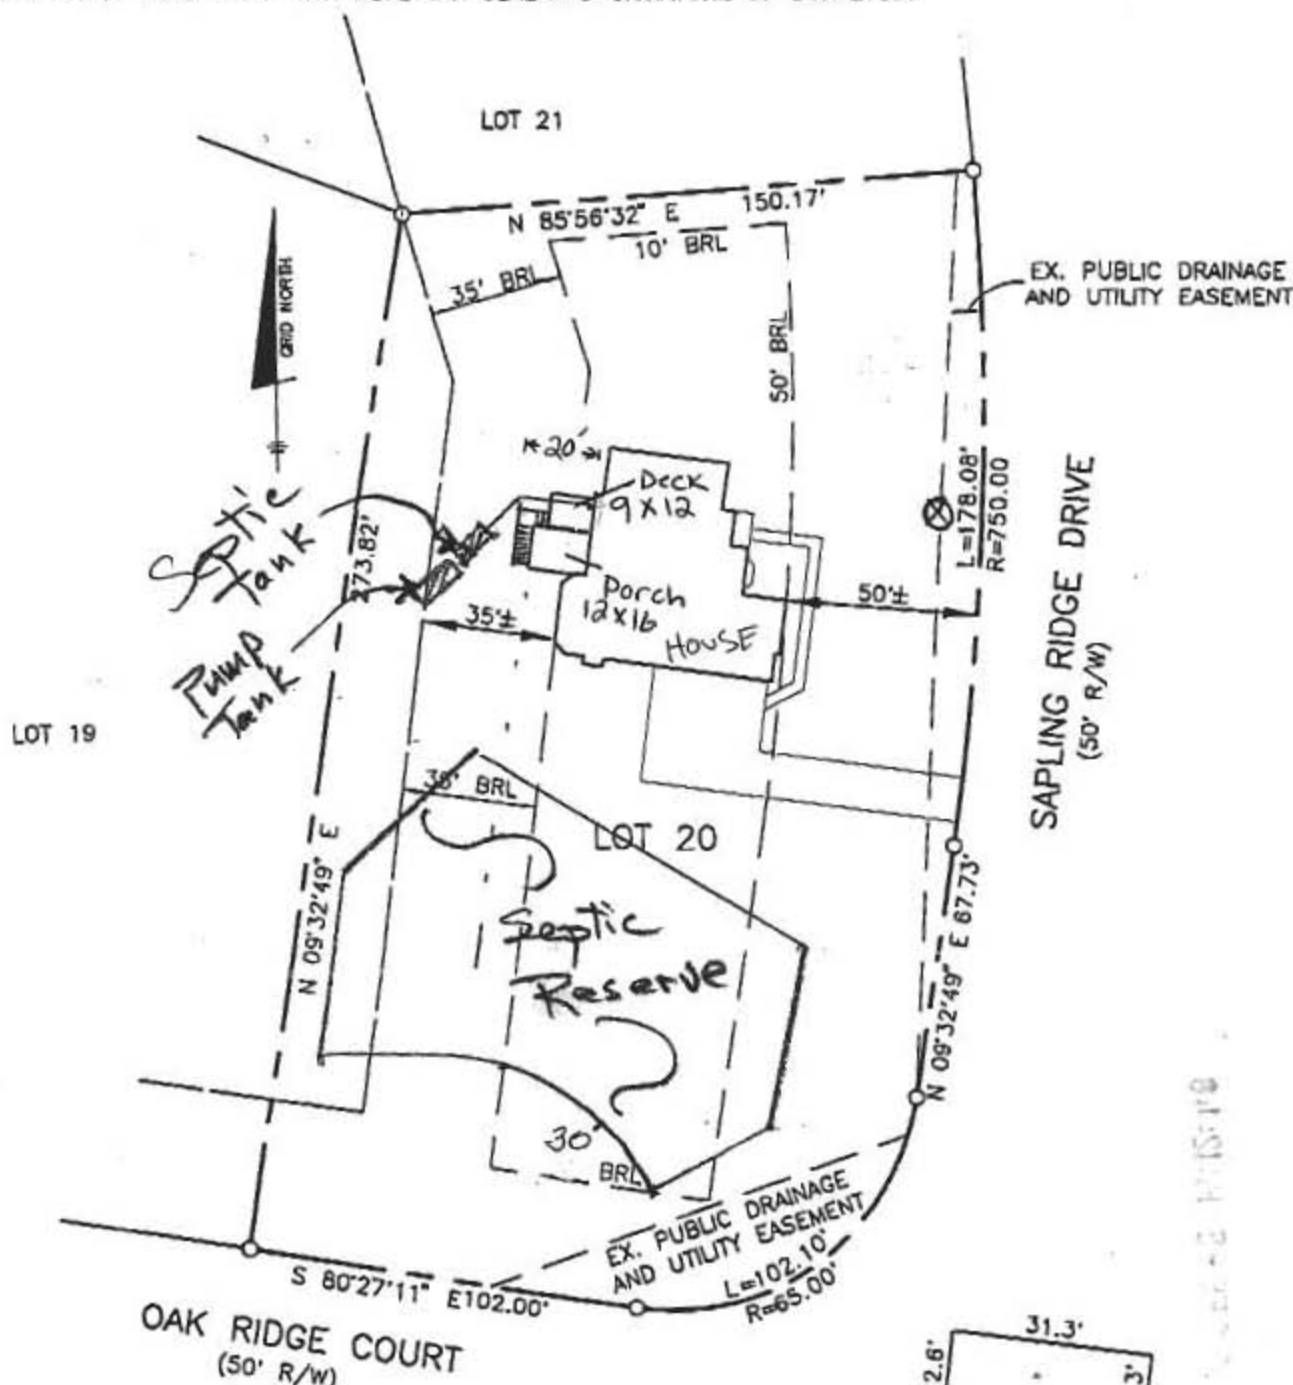 LOT 21
N 85°56'32" E 150.17'
10' BRL
35' BRL
EX. PUBLIC DRAINAGE
AND UTILITY EASEMENT
GRID NORTH
50' BRL
20'
Deck
9 X 12
Septic
Tank
273.82'
L=178.08'
R=750.00
SAPLING RIDGE DRIVE
(50' R/W)
Porch
12x16
HOUSE
50'±
35'±
Pump
Tank
LOT 19
35' BRL
LOT 20
N 09°32'49" E
Septic
Reserve
N 09°32'49" E 67.73'
30'
BRL
EX. PUBLIC DRAINAGE
AND UTILITY EASEMENT
L=102.10'
R=65.00'
S 80°27'11" E102.00'
OAK RIDGE COURT
(50' R/W)
31.3'
2.6'
3'